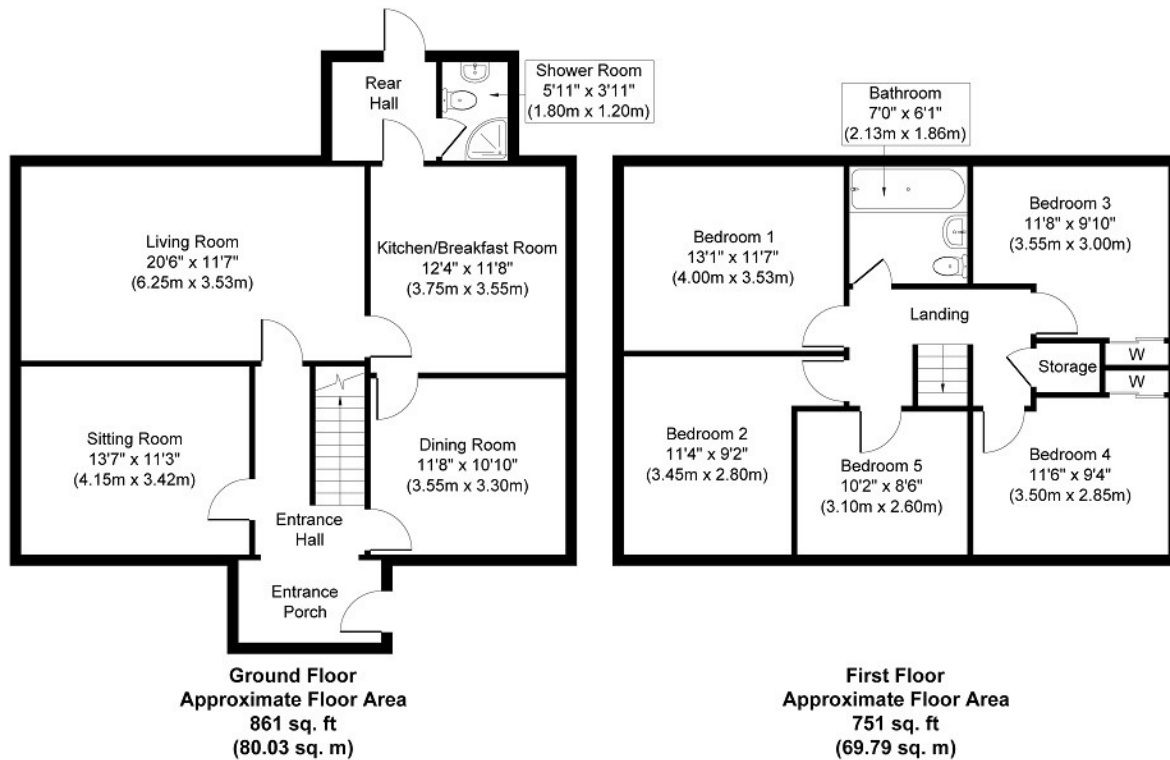 Rear
Hall
Shower Room
5'11" x 3'11"
(1.80m x 1.20m)
Living Room
20'6" x 11'7"
(6.25m x 3.53m)
Kitchen/Breakfast Room
12'4" x 11'8"
(3.75m x 3.55m)
Sitting Room
13'7" x 11'3"
(4.15m x 3.42m)
Dining Room
11'8" x 10'10"
(3.55m x 3.30m)
Entrance
Hall
Entrance
Porch
Ground Floor
Approximate Floor Area
861 sq. ft
(80.03 sq. m)
Bathroom
7'0" x 6'1"
(2.13m x 1.86m)
Bedroom 1
13'1" x 11'7"
(4.00m x 3.53m)
Bedroom 3
11'8" x 9'10"
(3.55m x 3.00m)
Landing
Storage
W
W
Bedroom 2
11'4" x 9'2"
(3.45m x 2.80m)
Bedroom 5
10'2" x 8'6"
(3.10m x 2.60m)
Bedroom 4
11'6" x 9'4"
(3.50m x 2.85m)
First Floor
Approximate Floor Area
751 sq. ft
(69.79 sq. m)